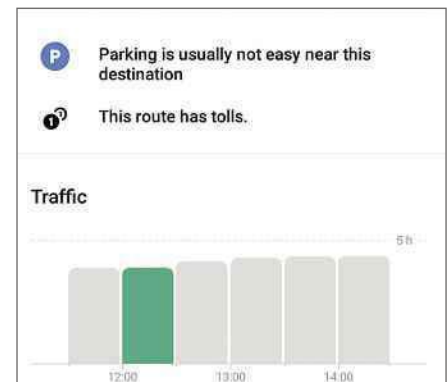 P
Parking is usually not easy near this
destination
1
This route has tolls.
Traffic
5 h
12:00 13:00 14:00